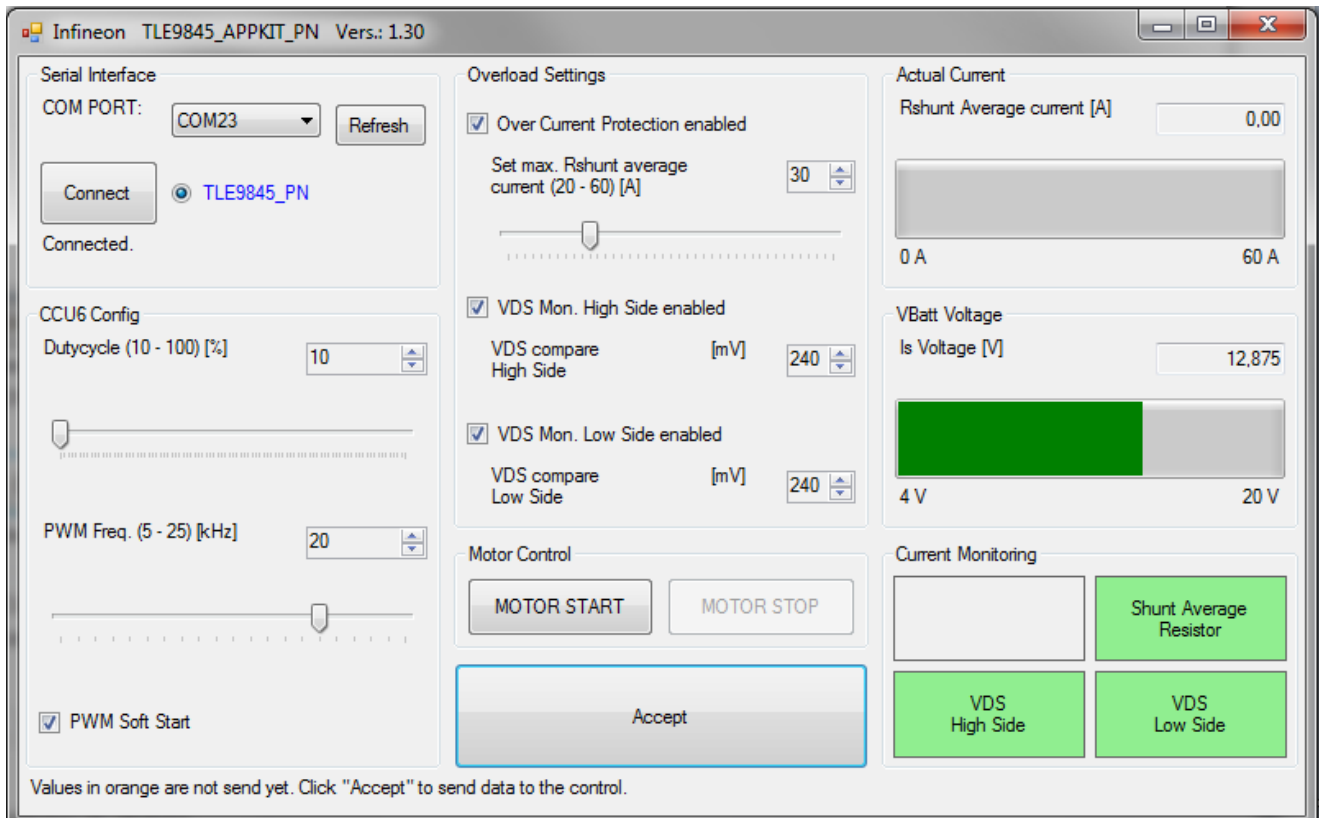 Infineon TLE9845_APPKIT_PN Vers.: 1.30
Serial Interface
COM PORT:
COM23
Refresh
Connect
TLE9845_PN
Connected.
CCU6 Config
Dutycycle (10 - 100) [%]
10
PWM Freq. (5 - 25) [kHz]
20
PWM Soft Start
Overload Settings
Over Current Protection enabled
Set max. Rshunt average
current (20 - 60) [A]
30
VDS Mon. High Side enabled
VDS compare [mV]
High Side
240
VDS Mon. Low Side enabled
VDS compare [mV]
Low Side
240
Motor Control
MOTOR START
MOTOR STOP
Accept
Actual Current
Rshunt Average current [A]
0,00
0 A
60 A
VBatt Voltage
Is Voltage [V]
12,875
4 V
20 V
Current Monitoring
Shunt Average
Resistor
VDS
High Side
VDS
Low Side
Values in orange are not send yet. Click "Accept" to send data to the control.